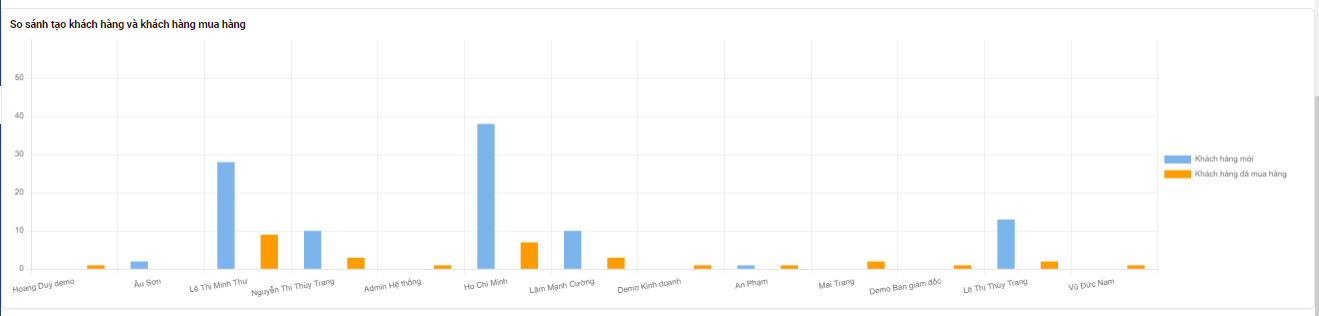 So sánh tạo khách hàng và khách hàng mua hàng
50
40
30
20
10
0
Khách hàng mới
Khách hàng đã mua hàng
Hoang Duy demo
Âu Sơn
Lê Thị Minh Thư
Nguyễn Thị Thùy Trang
Admin Hệ thống
Ho Chi Minh
Lâm Mạnh Cường
Demo Kinh doanh
An Phạm
Mai Trang
Demo Ban giám đốc
Lê Thị Thùy Trang
Vũ Đức Nam